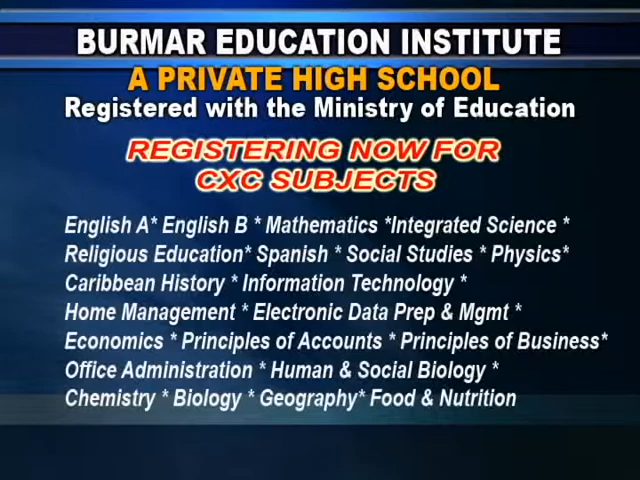 BURMAR EDUCATION INSTITUTE
A PRIVATE HIGH SCHOOL
Registered with the Ministry of Education
REGISTERING NOW FOR
CXC SUBJECTS
English A* English B * Mathematics *Integrated Science *
Religious Education* Spanish * Social Studies * Physics*
Caribbean History * Information Technology *
Home Management * Electronic Data Prep & Mgmt *
Economics * Principles of Accounts * Principles of Business*
Office Administration * Human & Social Biology *
Chemistry * Biology * Geography* Food & Nutrition